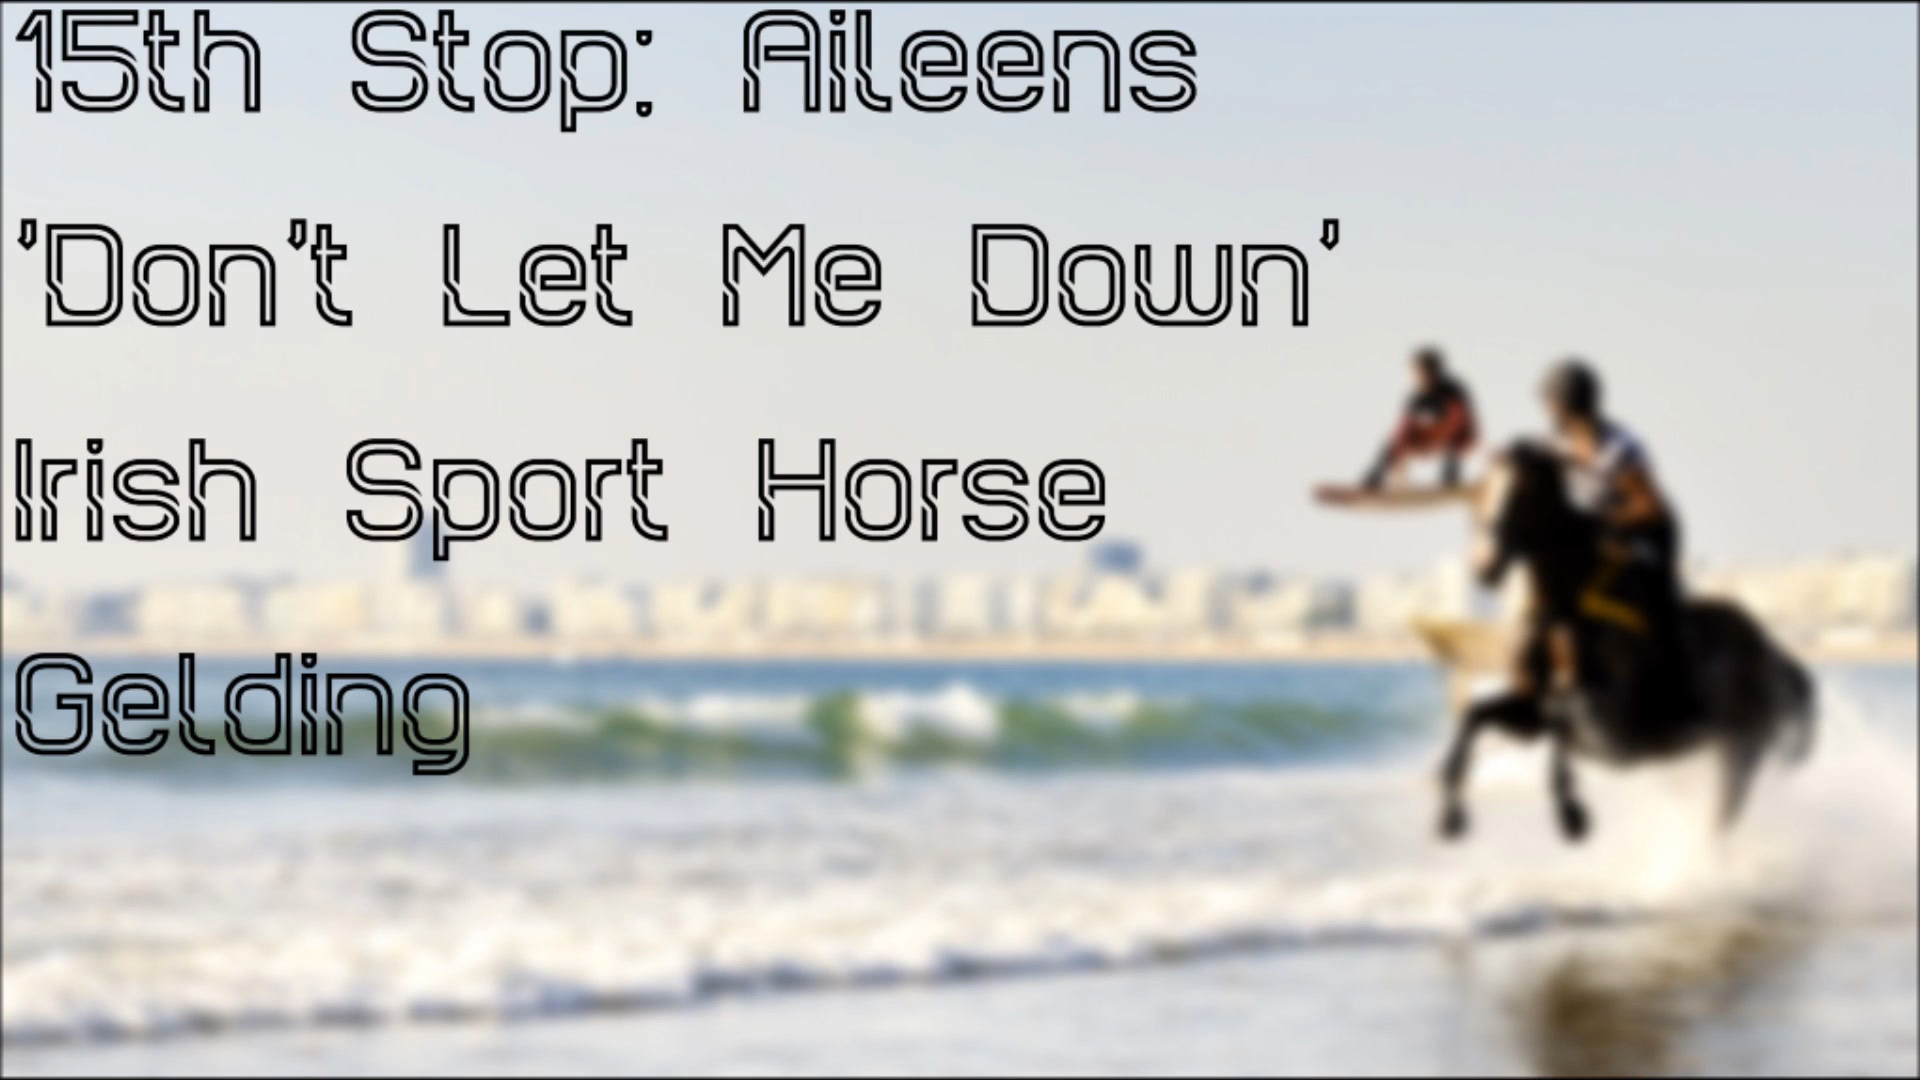 15th Stop: Aileens
'Don't Let Me Down'
Irish Sport Horse
Gelding